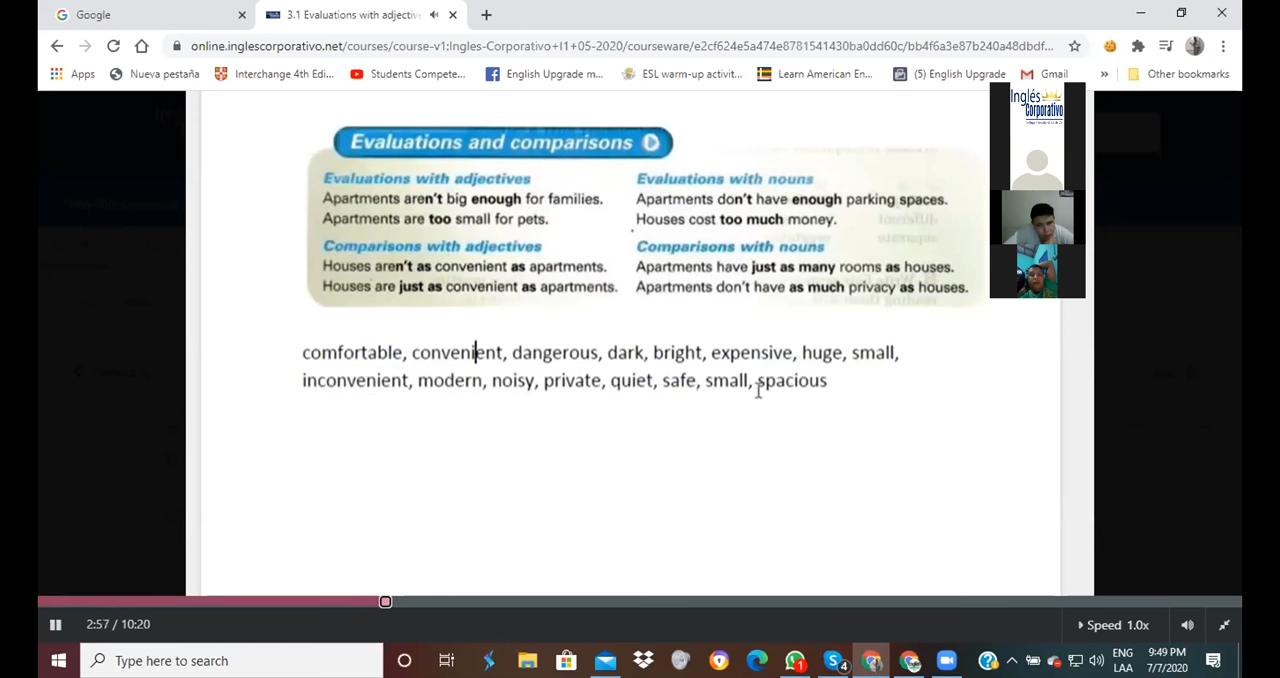 Google
3.1 Evaluations with adjectiv
online.inglescorporativo.net/courses/course-v1:Ingles-Corporativo+I1+05-2020/courseware/e2cf624e5a474e8781541430ba0dd60c/bb4f6a3e87b240a48dbdf...
Apps
Nueva pestaña
Interchange 4th Edi...
Students Compete...
English Upgrade m...
ESL warm-up activit...
Learn American En...
(5) English Upgrade
Gmail
»
Other bookmarks
Inglés
Corporativo
Evaluations and comparisons
Evaluations with adjectives
Apartments aren't big enough for families.
Apartments are too small for pets.
Comparisons with adjectives
Houses aren't as convenient as apartments.
Houses are just as convenient as apartments.
Evaluations with nouns
Apartments don't have enough parking spaces.
Houses cost too much money.
Comparisons with nouns
Apartments have just as many rooms as houses.
Apartments don't have as much privacy as houses.
comfortable, convenient, dangerous, dark, bright, expensive, huge, small,
inconvenient, modern, noisy, private, quiet, safe, small, spacious
2:57 / 10:20
Speed 1.0x
Type here to search
1
4
ENG
LAA
9:49 PM
7/7/2020